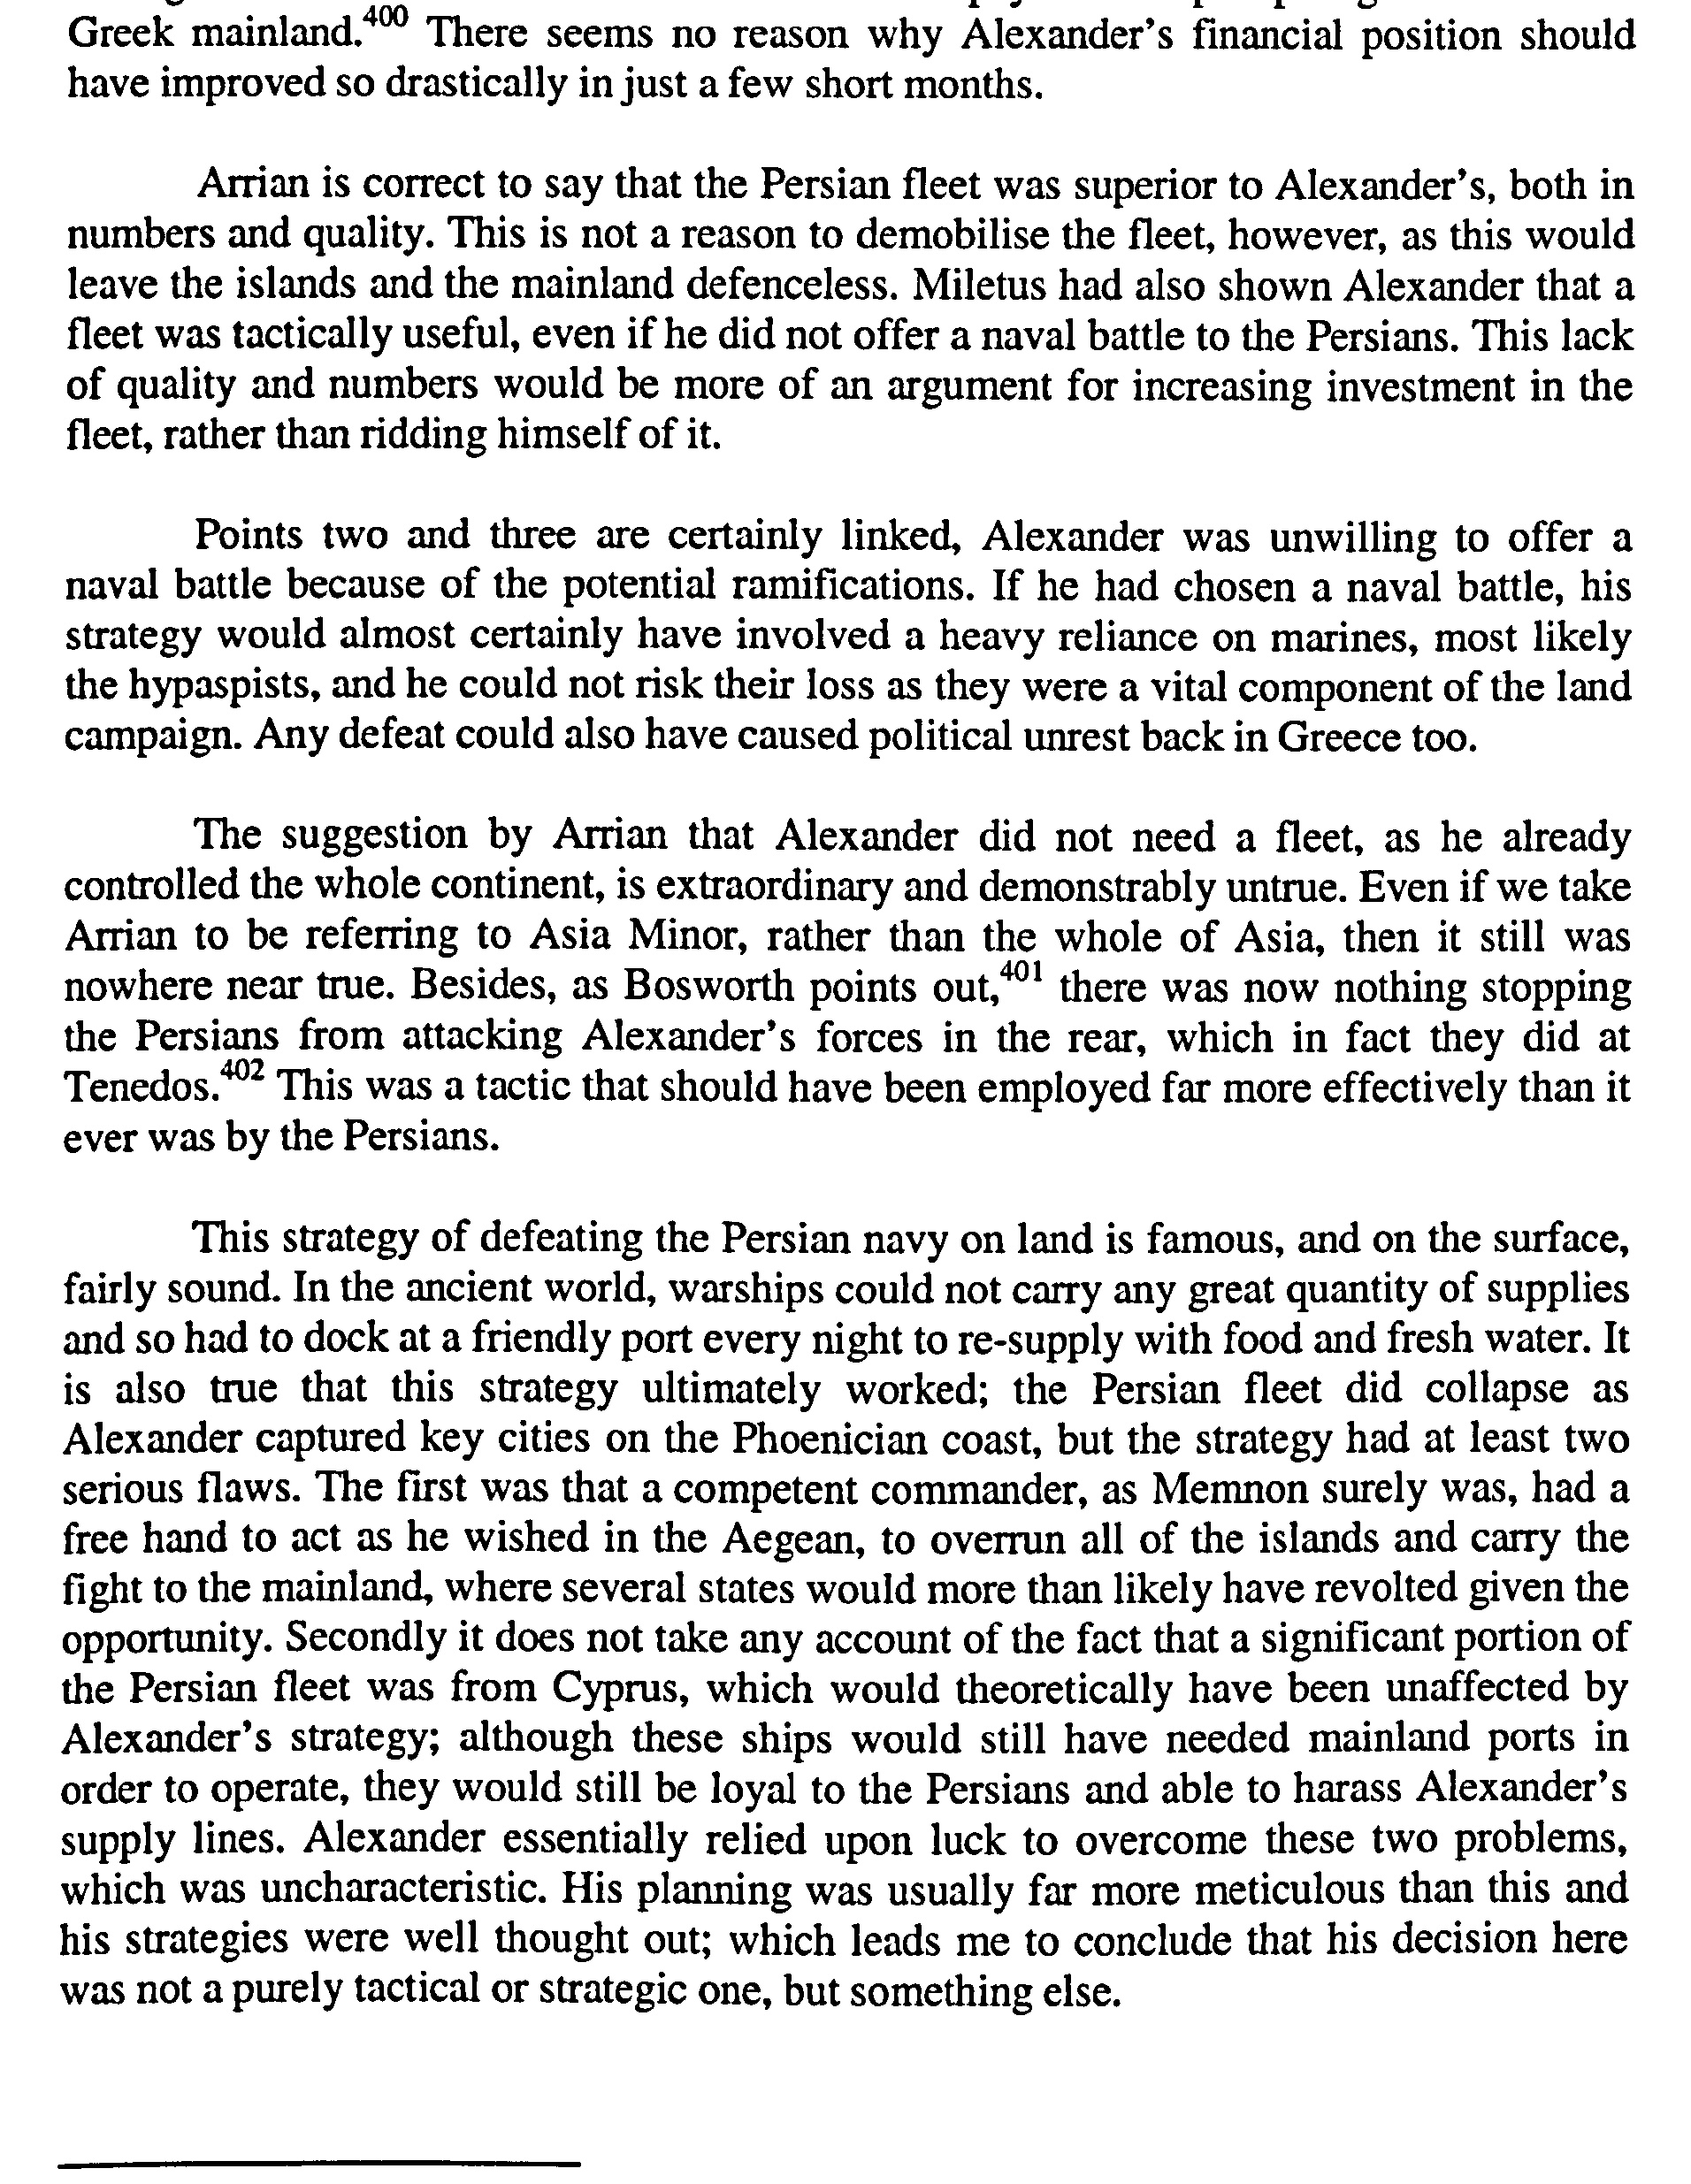 Greek mainland.400 There seems no reason why Alexander's financial position should
have improved so drastically in just a few short months.
Arrian is correct to say that the Persian fleet was superior to Alexander's, both in
numbers and quality. This is not a reason to demobilise the fleet, however, as this would
leave the islands and the mainland defenceless. Miletus had also shown Alexander that a
fleet was tactically useful, even if he did not offer a naval battle to the Persians. This lack
of quality and numbers would be more of an argument for increasing investment in the
fleet, rather than ridding himself of it.
Points two and three are certainly linked, Alexander was unwilling to offer a
naval battle because of the potential ramifications. If he had chosen a naval battle, his
strategy would almost certainly have involved a heavy reliance on marines, most likely
the hypaspists, and he could not risk their loss as they were a vital component of the land
campaign. Any defeat could also have caused political unrest back in Greece too.
The suggestion by Arrian that Alexander did not need a fleet, as he already
controlled the whole continent, is extraordinary and demonstrably untrue. Even if we take
Arrian to be referring to Asia Minor, rather than the whole of Asia, then it still was
nowhere near true. Besides, as Bosworth points out,401 there was now nothing stopping
the Persians from attacking Alexander's forces in the rear, which in fact they did at
Tenedos.402 This was a tactic that should have been employed far more effectively than it
ever was by the Persians.
This strategy of defeating the Persian navy on land is famous, and on the surface,
fairly sound. In the ancient world, warships could not carry any great quantity of supplies
and so had to dock at a friendly port every night to re-supply with food and fresh water. It
is also true that this strategy ultimately worked; the Persian fleet did collapse as
Alexander captured key cities on the Phoenician coast, but the strategy had at least two
serious flaws. The first was that a competent commander, as Memnon surely was, had a
free hand to act as he wished in the Aegean, to overrun all of the islands and carry the
fight to the mainland, where several states would more than likely have revolted given the
opportunity. Secondly it does not take any account of the fact that a significant portion of
the Persian fleet was from Cyprus, which would theoretically have been unaffected by
Alexander's strategy; although these ships would still have needed mainland ports in
order to operate, they would still be loyal to the Persians and able to harass Alexander's
supply lines. Alexander essentially relied upon luck to overcome these two problems,
which was uncharacteristic. His planning was usually far more meticulous than this and
his strategies were well thought out; which leads me to conclude that his decision here
was not a purely tactical or strategic one, but something else.